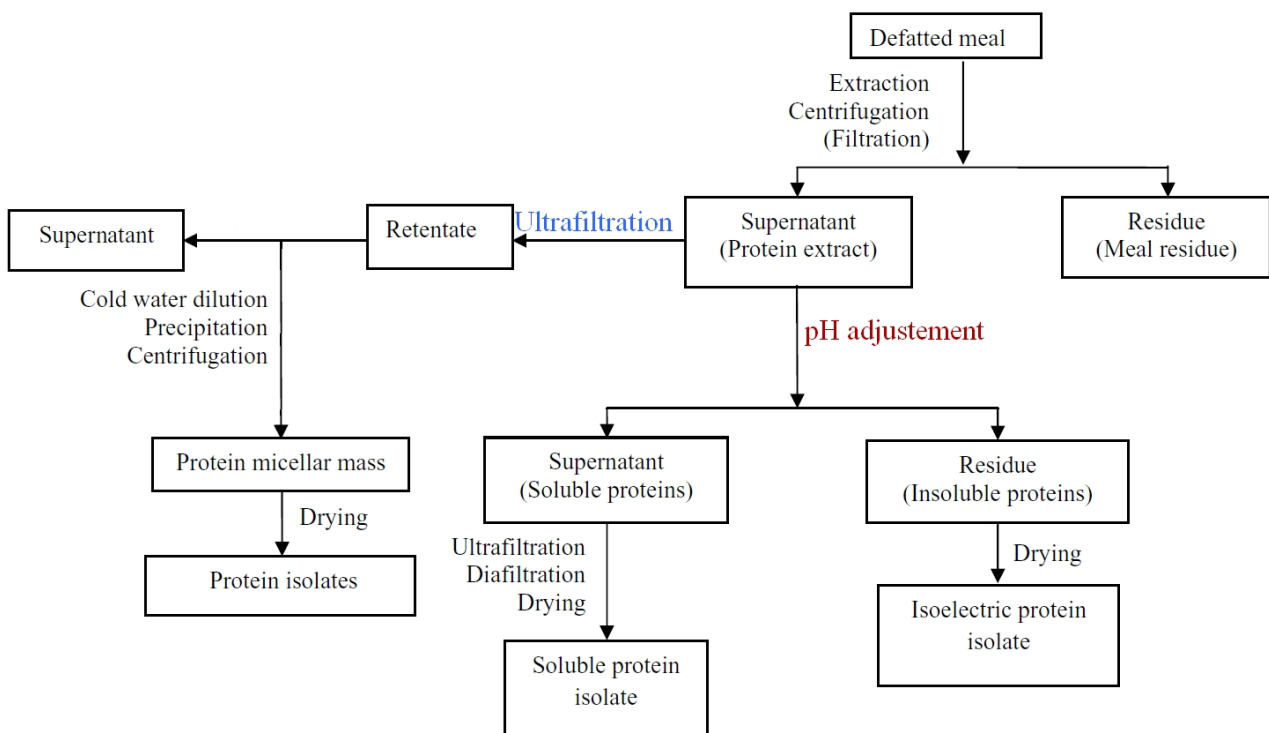 Defatted meal
Extraction
Centrifugation
(Filtration)
Supernatant
Retentate
Ultrafiltration
Supernatant
(Protein extract)
Residue
(Meal residue)
Cold water dilution
Precipitation
Centrifugation
pH adjustement
Protein micellar mass
Supernatant
(Soluble proteins)
Residue
(Insoluble proteins)
Drying
Ultrafiltration
Diafiltration
Drying
Drying
Protein isolates
Isoelectric protein
isolate
Soluble protein
isolate